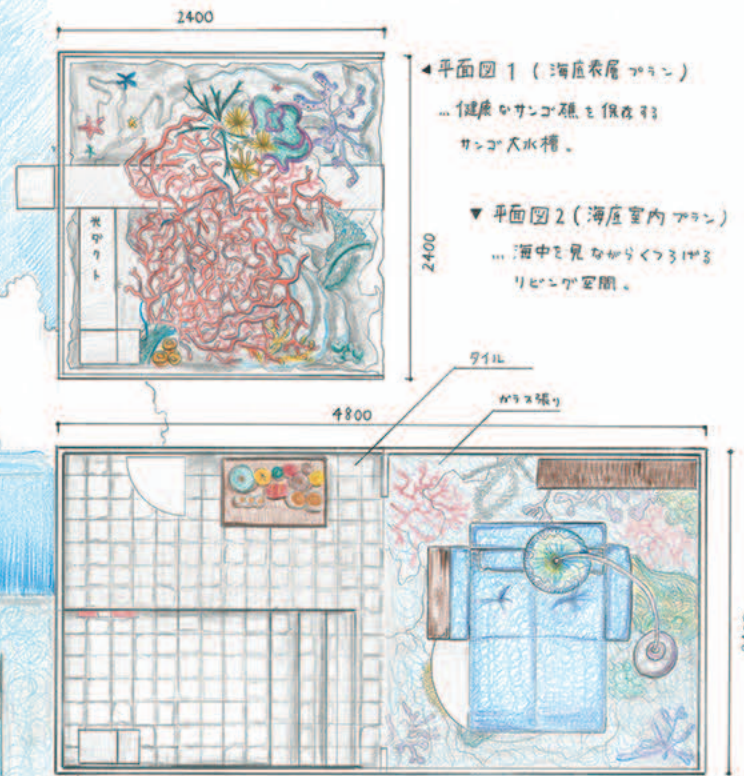 2400
◀ 平面図 1 ( 海底表層 プラン )
… 健康なサンゴ礁を保存する
サンゴ大水槽。
光ダクト
2400
▼ 平面図2 ( 海底室内 プラン )
… 海中を見ながらくつろげる
リビング空間。
タイル
ガラス張り
4800